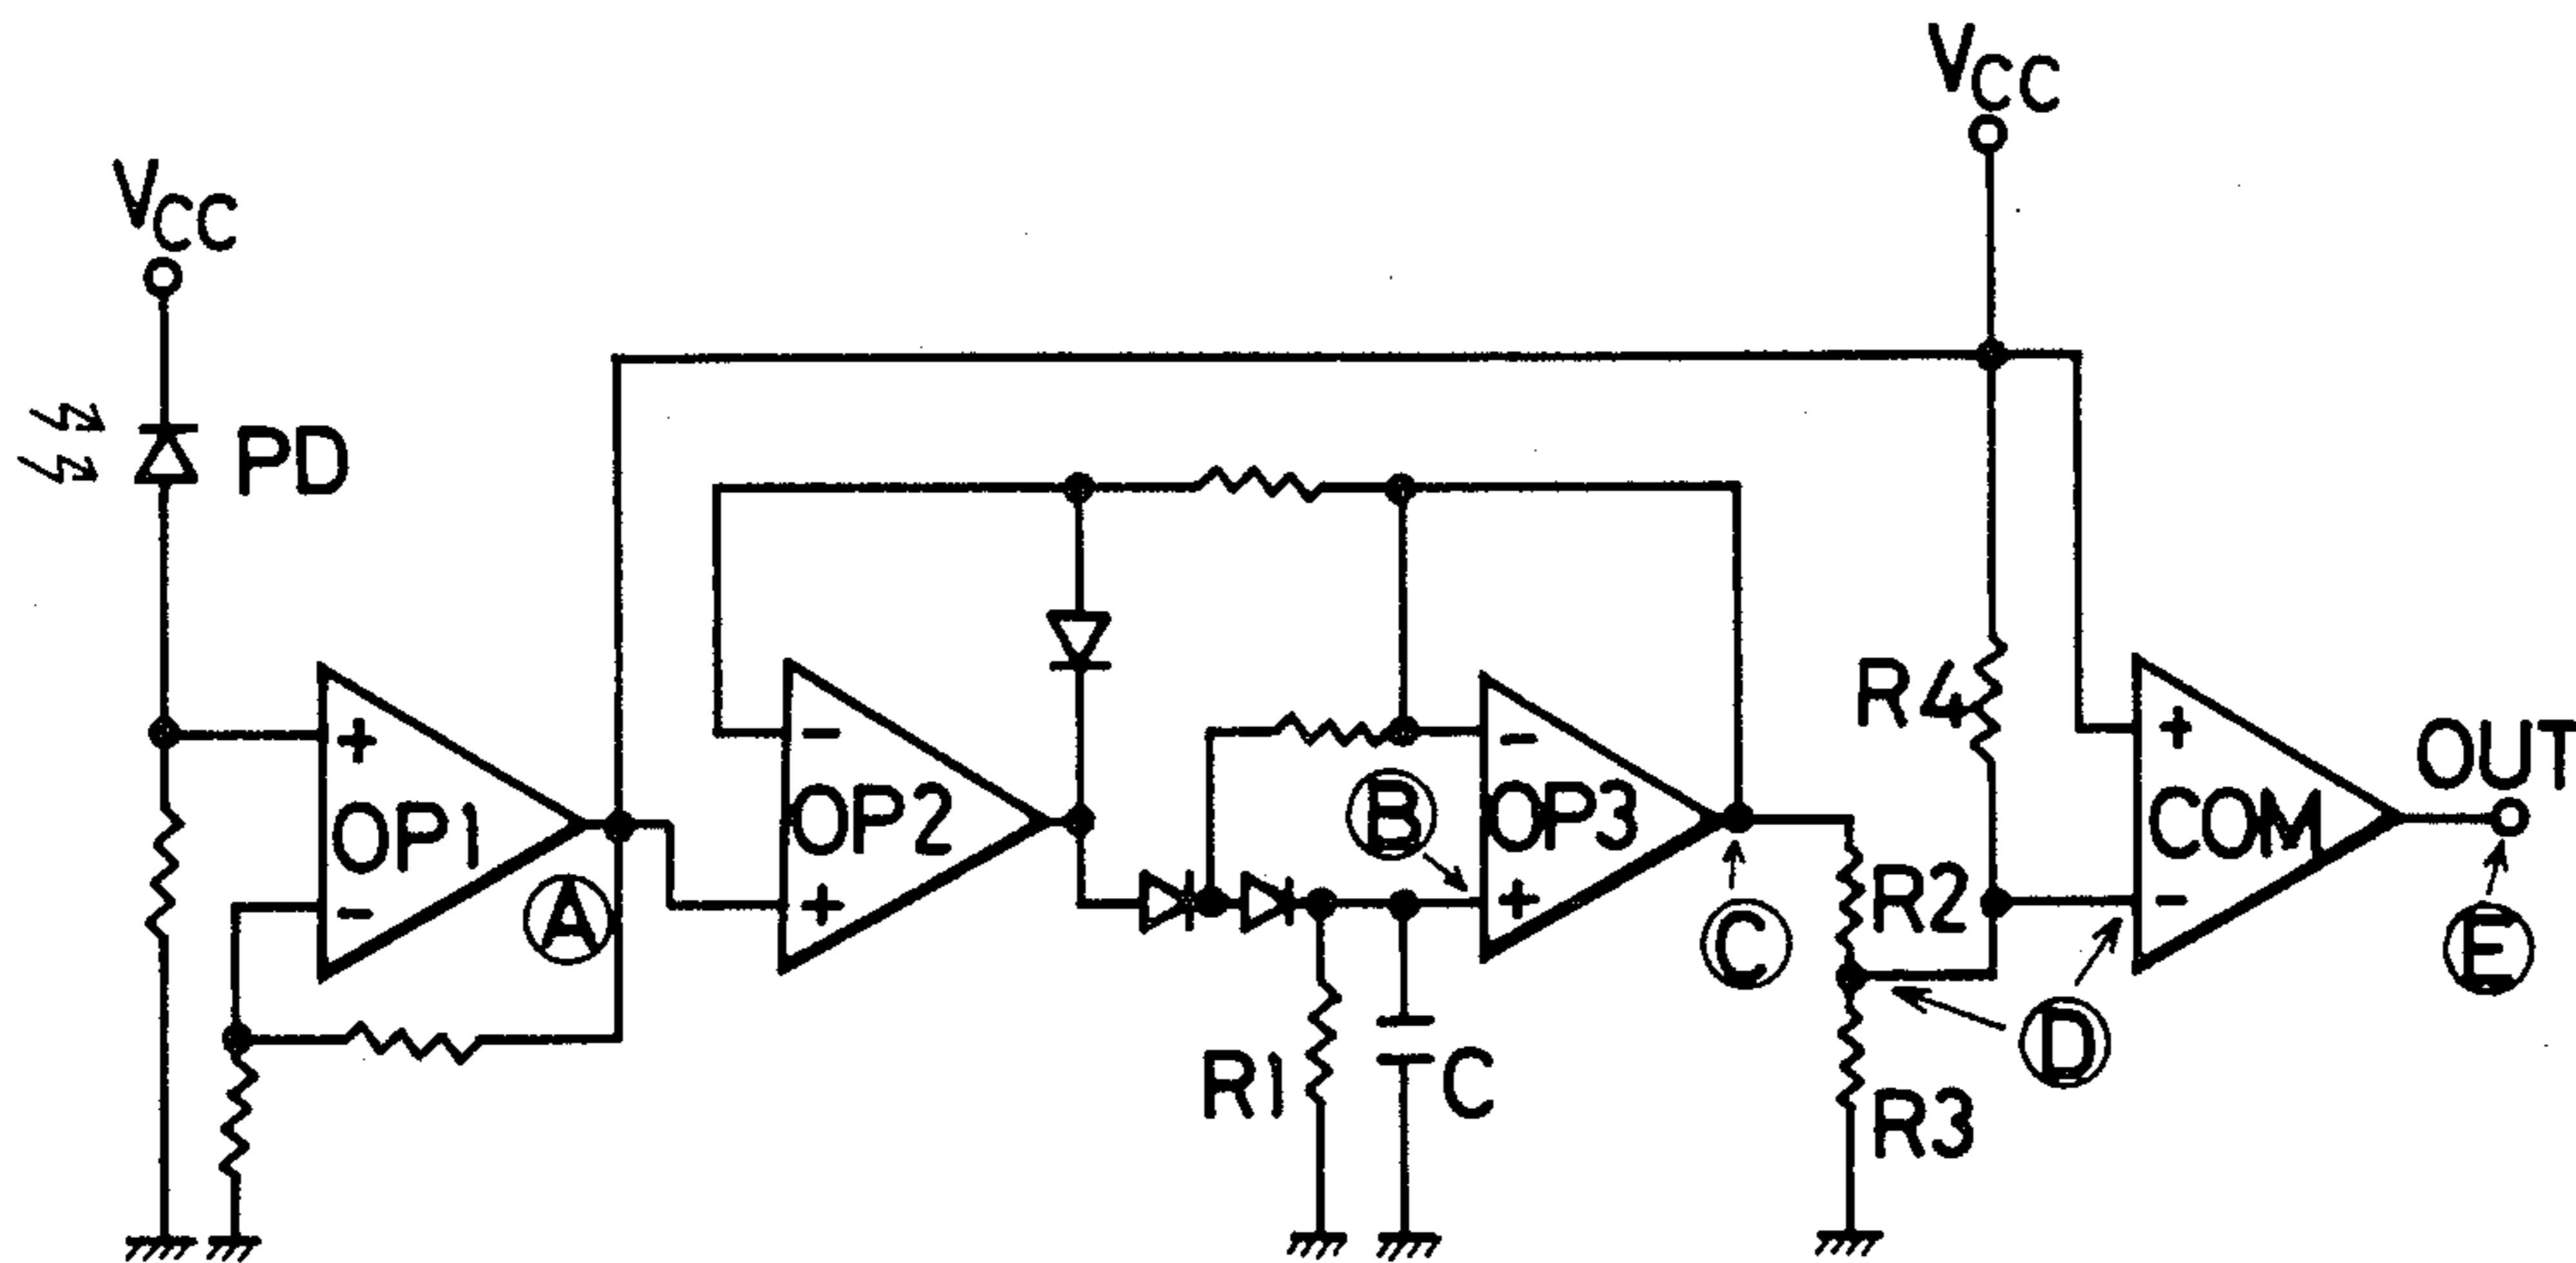 VCC
VCC
PD
R4
OUT
+
OP1
-
A
-
OP2
+
B
-
OP3
+
C
R2
+
COM
-
E
D
R1
C
R3